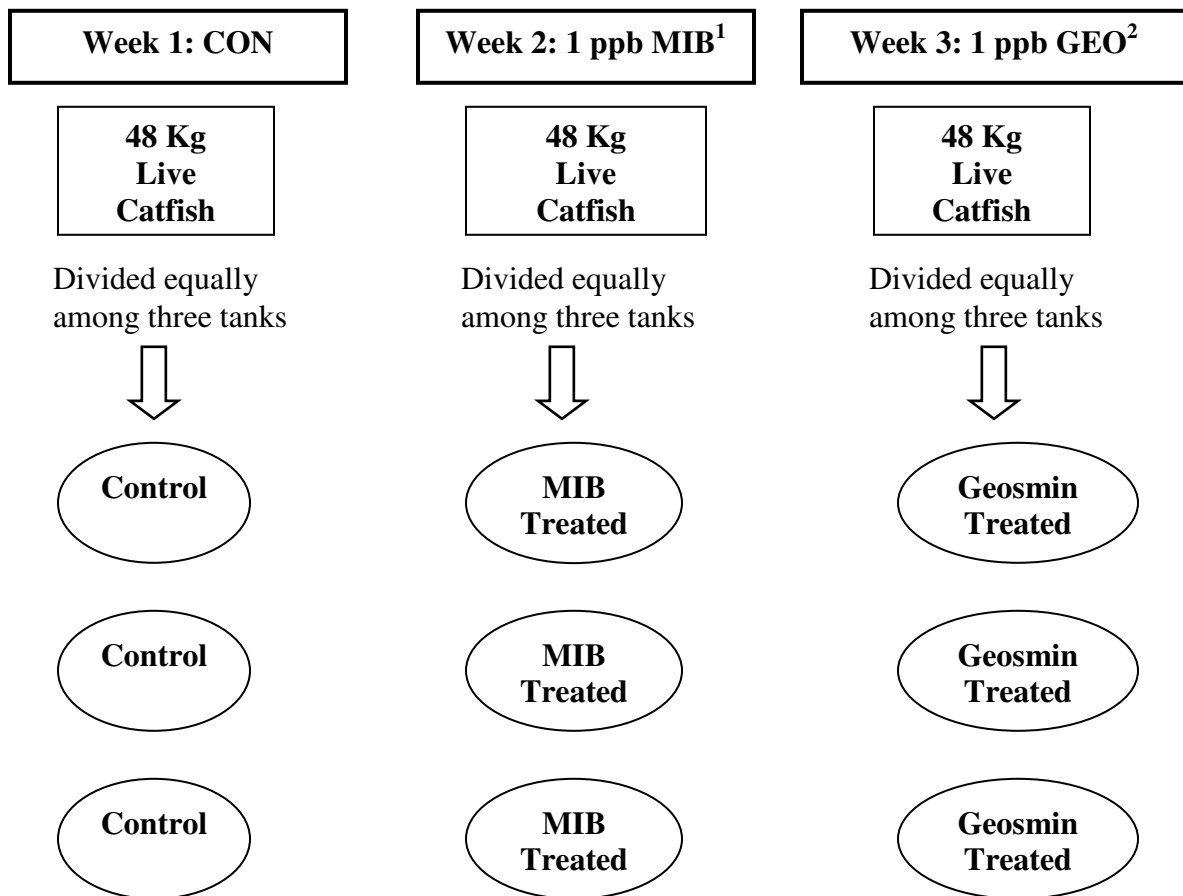 Week 1: CON
Week 2: 1 ppb MIB¹
Week 3: 1 ppb GEO²
48 Kg
Live
Catfish
48 Kg
Live
Catfish
48 Kg
Live
Catfish
Divided equally
among three tanks
Divided equally
among three tanks
Divided equally
among three tanks
Control
MIB
Treated
Geosmin
Treated
Control
MIB
Treated
Geosmin
Treated
Control
MIB
Treated
Geosmin
Treated